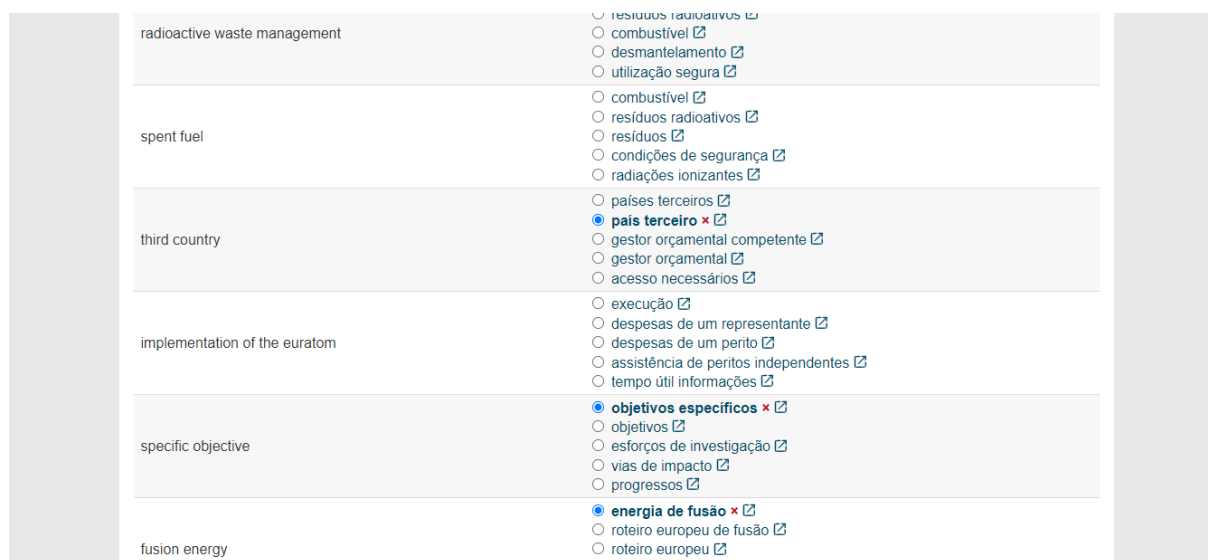 resíduos radioativos
radioactive waste management
combustível
desmantelamento
utilização segura
spent fuel
combustível
resíduos radioativos
resíduos
condições de segurança
radiações ionizantes
third country
países terceiros
país terceiro ×
gestor orçamental competente
gestor orçamental
acesso necessários
implementation of the euratom
execução
despesas de um representante
despesas de um perito
assistência de peritos independentes
tempo útil informações
specific objective
objetivos específicos ×
objetivos
esforços de investigação
vias de impacto
progressos
fusion energy
energia de fusão ×
roteiro europeu de fusão
roteiro europeu